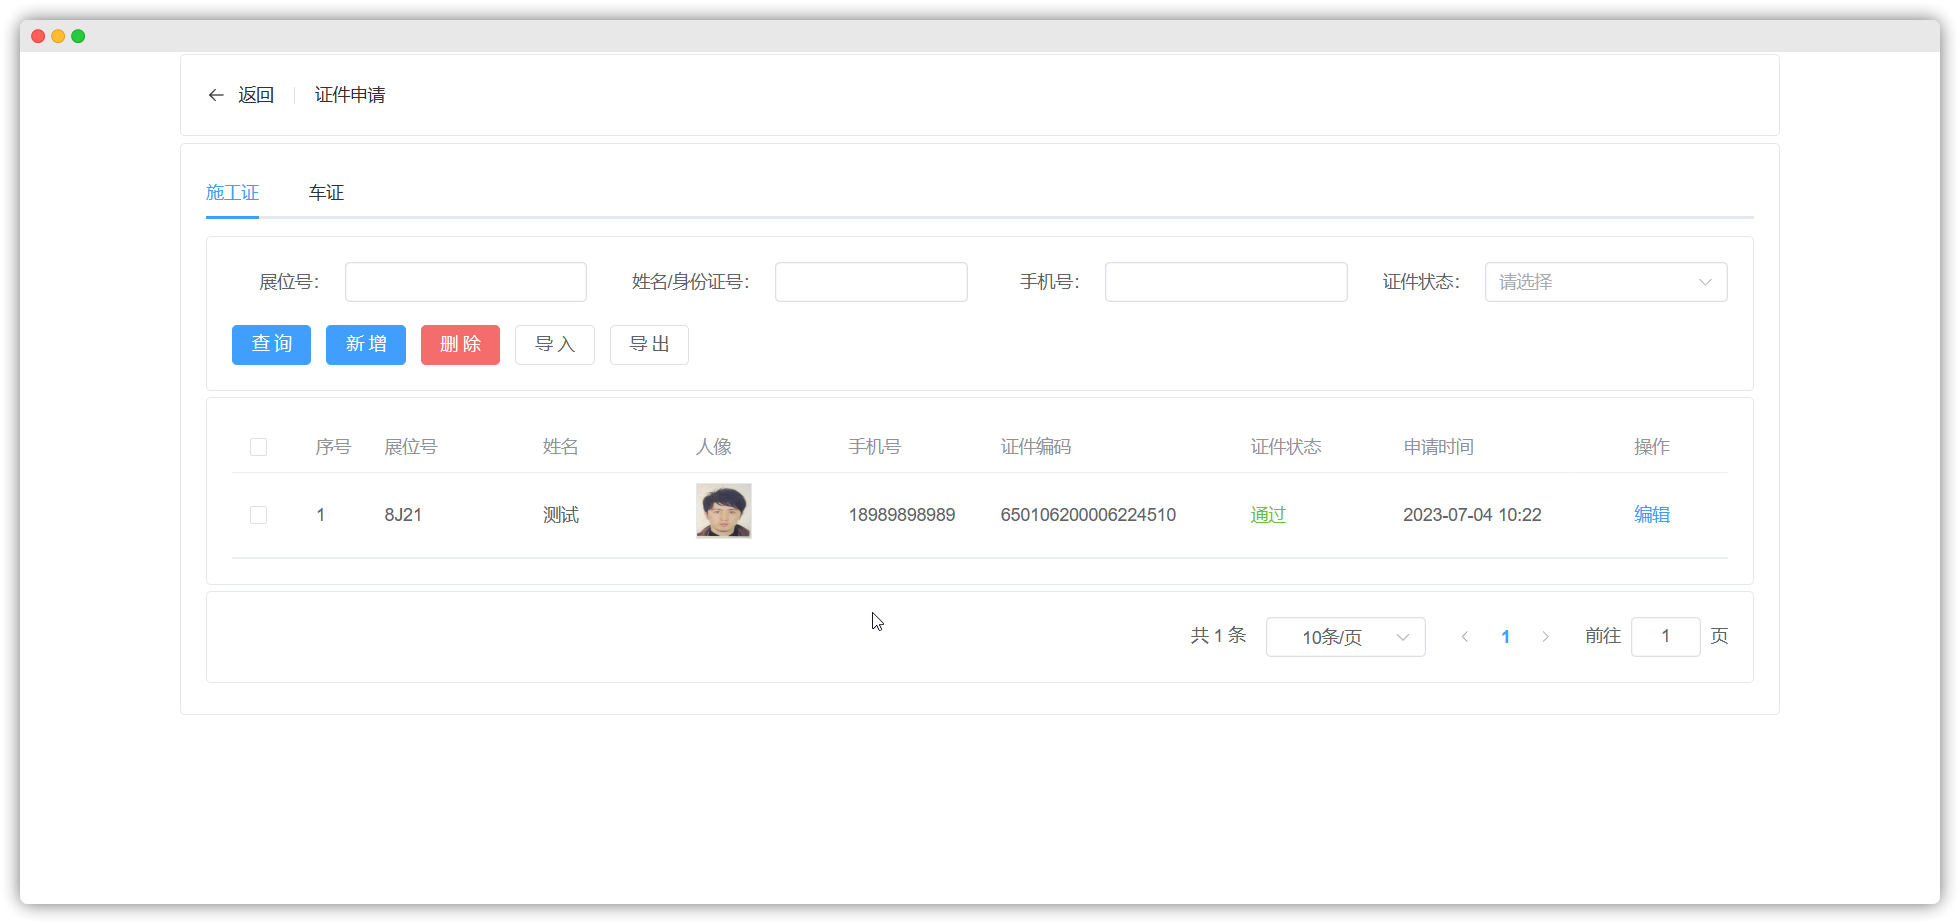 返回 证件申请
施工证 车证
展位号: 姓名/身份证号: 手机号: 证件状态: 请选择
查询 新增 删除 导入 导出
序号 展位号 姓名 人像 手机号 证件编码 证件状态 申请时间 操作
1 8J21 测试 18989898989 650106200006224510 通过 2023-07-04 10:22 编辑
共 1 条 10条/页 1 前往 1 页